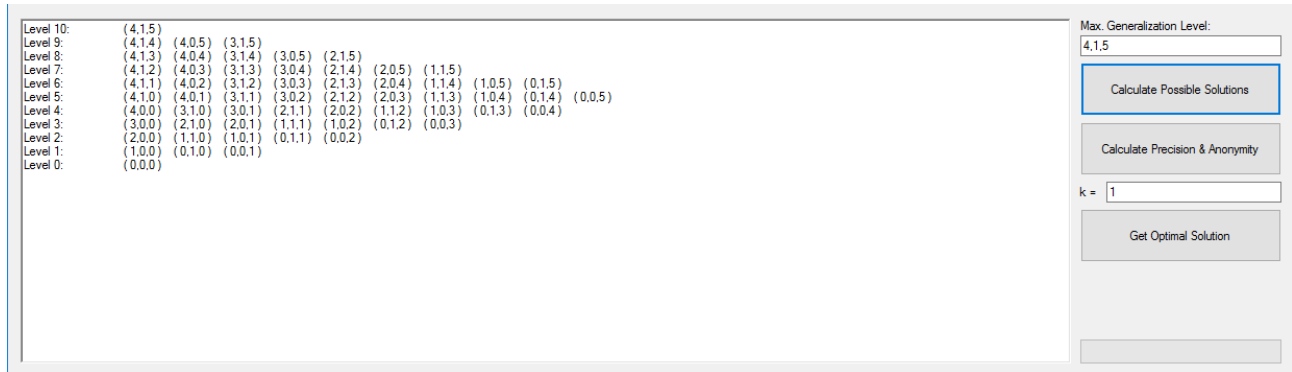 Level 10: (4,1,5)
Level 9: (4,1,4) (4,0,5) (3,1,5)
Level 8: (4,1,3) (4,0,4) (3,1,4) (3,0,5) (2,1,5)
Level 7: (4,1,2) (4,0,3) (3,1,3) (3,0,4) (2,1,4) (2,0,5) (1,1,5)
Level 6: (4,1,1) (4,0,2) (3,1,2) (3,0,3) (2,1,3) (2,0,4) (1,1,4) (1,0,5) (0,1,5)
Level 5: (4,1,0) (4,0,1) (3,1,1) (3,0,2) (2,1,2) (2,0,3) (1,1,3) (1,0,4) (0,1,4) (0,0,5)
Level 4: (4,0,0) (3,1,0) (3,0,1) (2,1,1) (2,0,2) (1,1,2) (1,0,3) (0,1,3) (0,0,4)
Level 3: (3,0,0) (2,1,0) (2,0,1) (1,1,1) (1,0,2) (0,1,2) (0,0,3)
Level 2: (2,0,0) (1,1,0) (1,0,1) (0,1,1) (0,0,2)
Level 1: (1,0,0) (0,1,0) (0,0,1)
Level 0: (0,0,0)
Max. Generalization Level:
4,1,5
Calculate Possible Solutions
Calculate Precision & Anonymity
k = 1
Get Optimal Solution